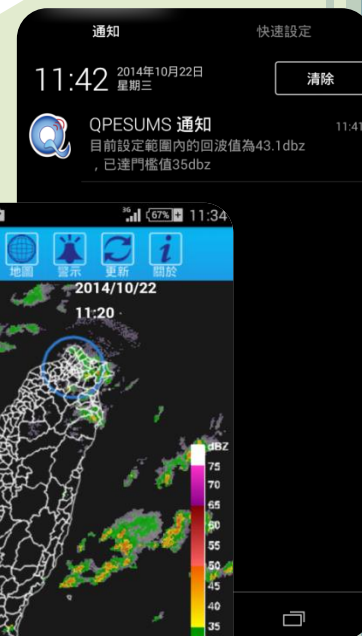 通知
快速設定
11:42
2014年10月22日
星期三
清除
QPESUMS 通知
11:41
目前設定範圍內的回波值為43.1dbz
，已達門檻值35dbz
3G 67% 11:34
地圖 警示 更新 關於
2014/10/22
11:20
dBZ
75
70
65
60
55
50
45
40
35